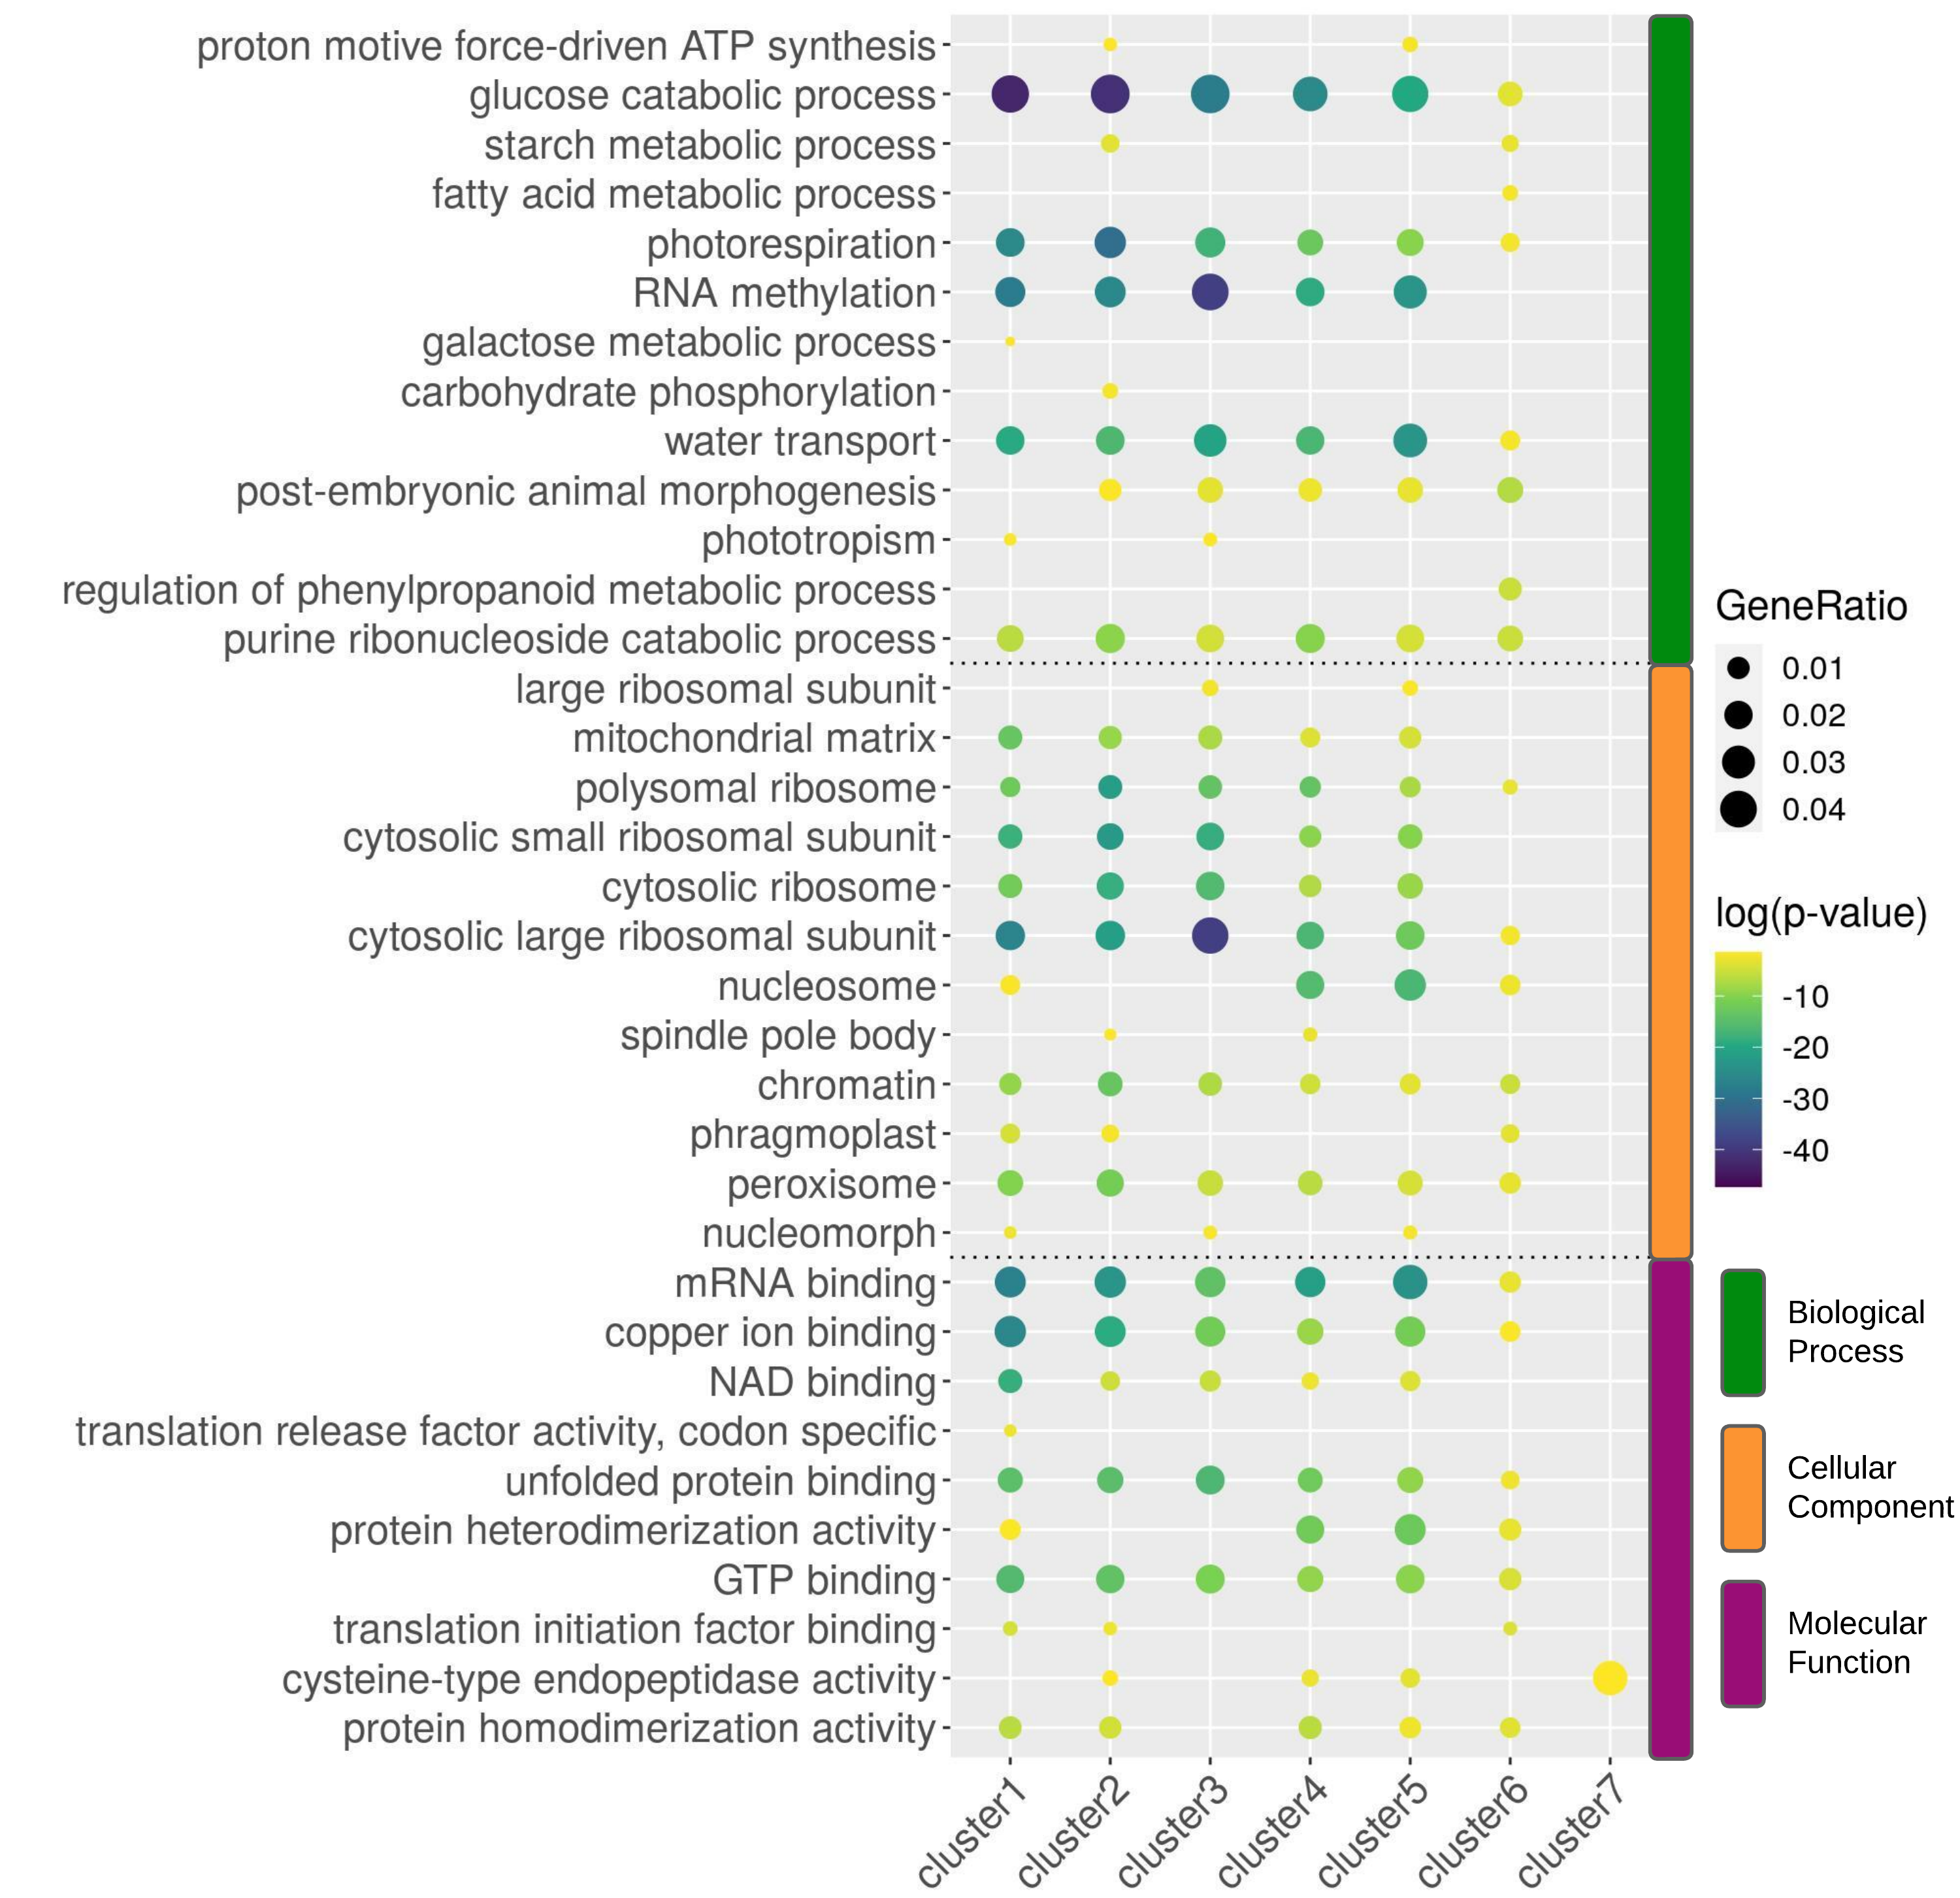 proton motive force-driven ATP synthesis
glucose catabolic process
starch metabolic process
fatty acid metabolic process
photorespiration
RNA methylation
galactose metabolic process
carbohydrate phosphorylation
water transport
post-embryonic animal morphogenesis
phototropism
regulation of phenylpropanoid metabolic process
purine ribonucleoside catabolic process
large ribosomal subunit
mitochondrial matrix
polysomal ribosome
cytosolic small ribosomal subunit
cytosolic ribosome
cytosolic large ribosomal subunit
nucleosome
spindle pole body
chromatin
phragmoplast
peroxisome
nucleomorph
mRNA binding
copper ion binding
NAD binding
translation release factor activity, codon specific
unfolded protein binding
protein heterodimerization activity
GTP binding
translation initiation factor binding
cysteine-type endopeptidase activity
protein homodimerization activity
cluster1
cluster2
cluster3
cluster4
cluster5
cluster6
cluster7
GeneRatio
0.01
0.02
0.03
0.04
log(p-value)
-10
-20
-30
-40
Biological
Process
Cellular
Component
Molecular
Function